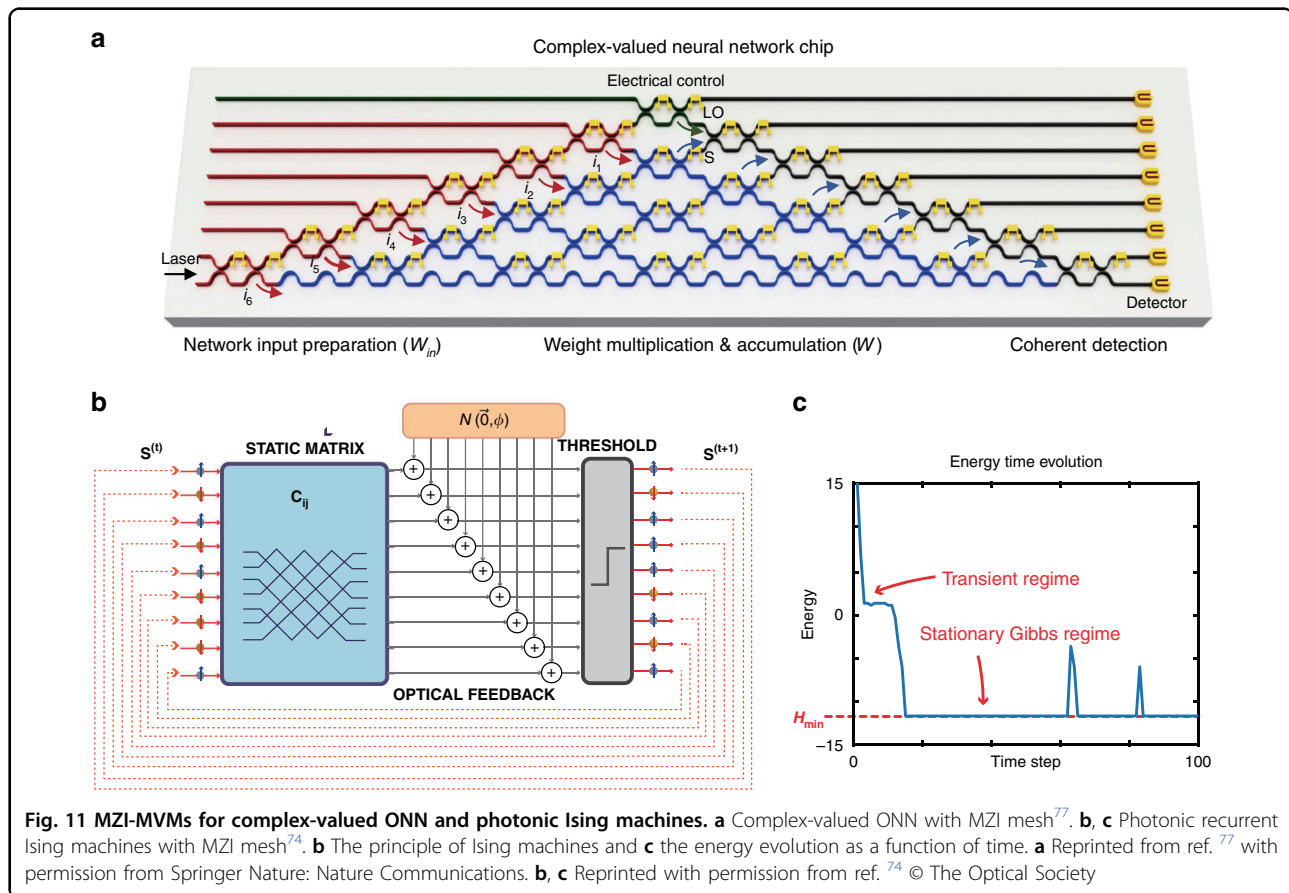 a
Complex-valued neural network chip
Electrical control
LO
S
i1
i2
i3
i4
i5
i6
Laser
Detector
Network input preparation (Win)
Weight multiplication & accumulation (W)
Coherent detection
b
N (0⃗,ϕ)
S(t)
STATIC MATRIX
THRESHOLD
S(t+1)
Cij
+
+
+
+
+
+
+
+
+
OPTICAL FEEDBACK
c
Energy time evolution
15
Transient regime
0
Energy
Stationary Gibbs regime
Hmin
–15
0
Time step
100
Fig. 11 MZI-MVMs for complex-valued ONN and photonic Ising machines. a Complex-valued ONN with MZI mesh77. b, c Photonic recurrent
Ising machines with MZI mesh74. b The principle of Ising machines and c the energy evolution as a function of time. a Reprinted from ref. 77 with
permission from Springer Nature: Nature Communications. b, c Reprinted with permission from ref. 74 © The Optical Society